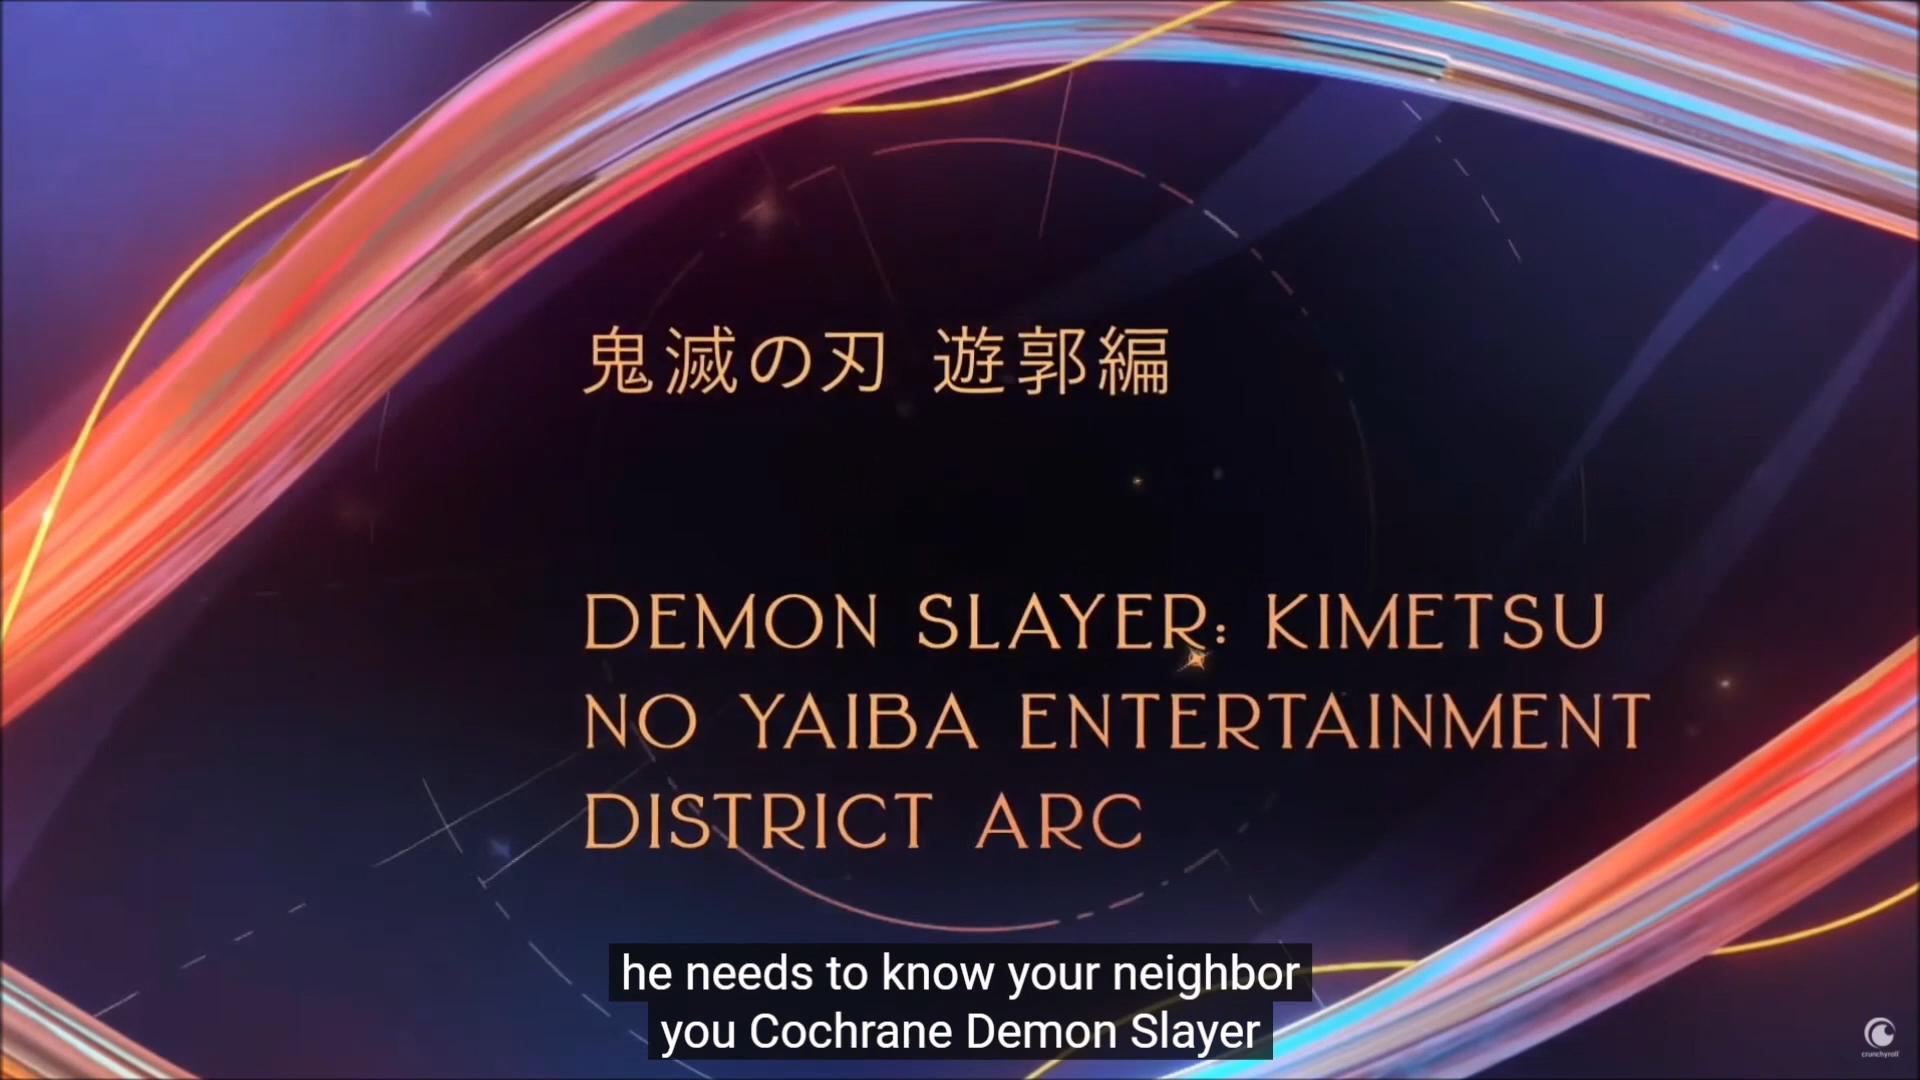 鬼滅の刃 遊郭編
DEMON SLAYER: KIMETSU
NO YAIBA ENTERTAINMENT
DISTRICT ARC
he needs to know your neighbor
you Cochrane Demon Slayer
crunchyroll